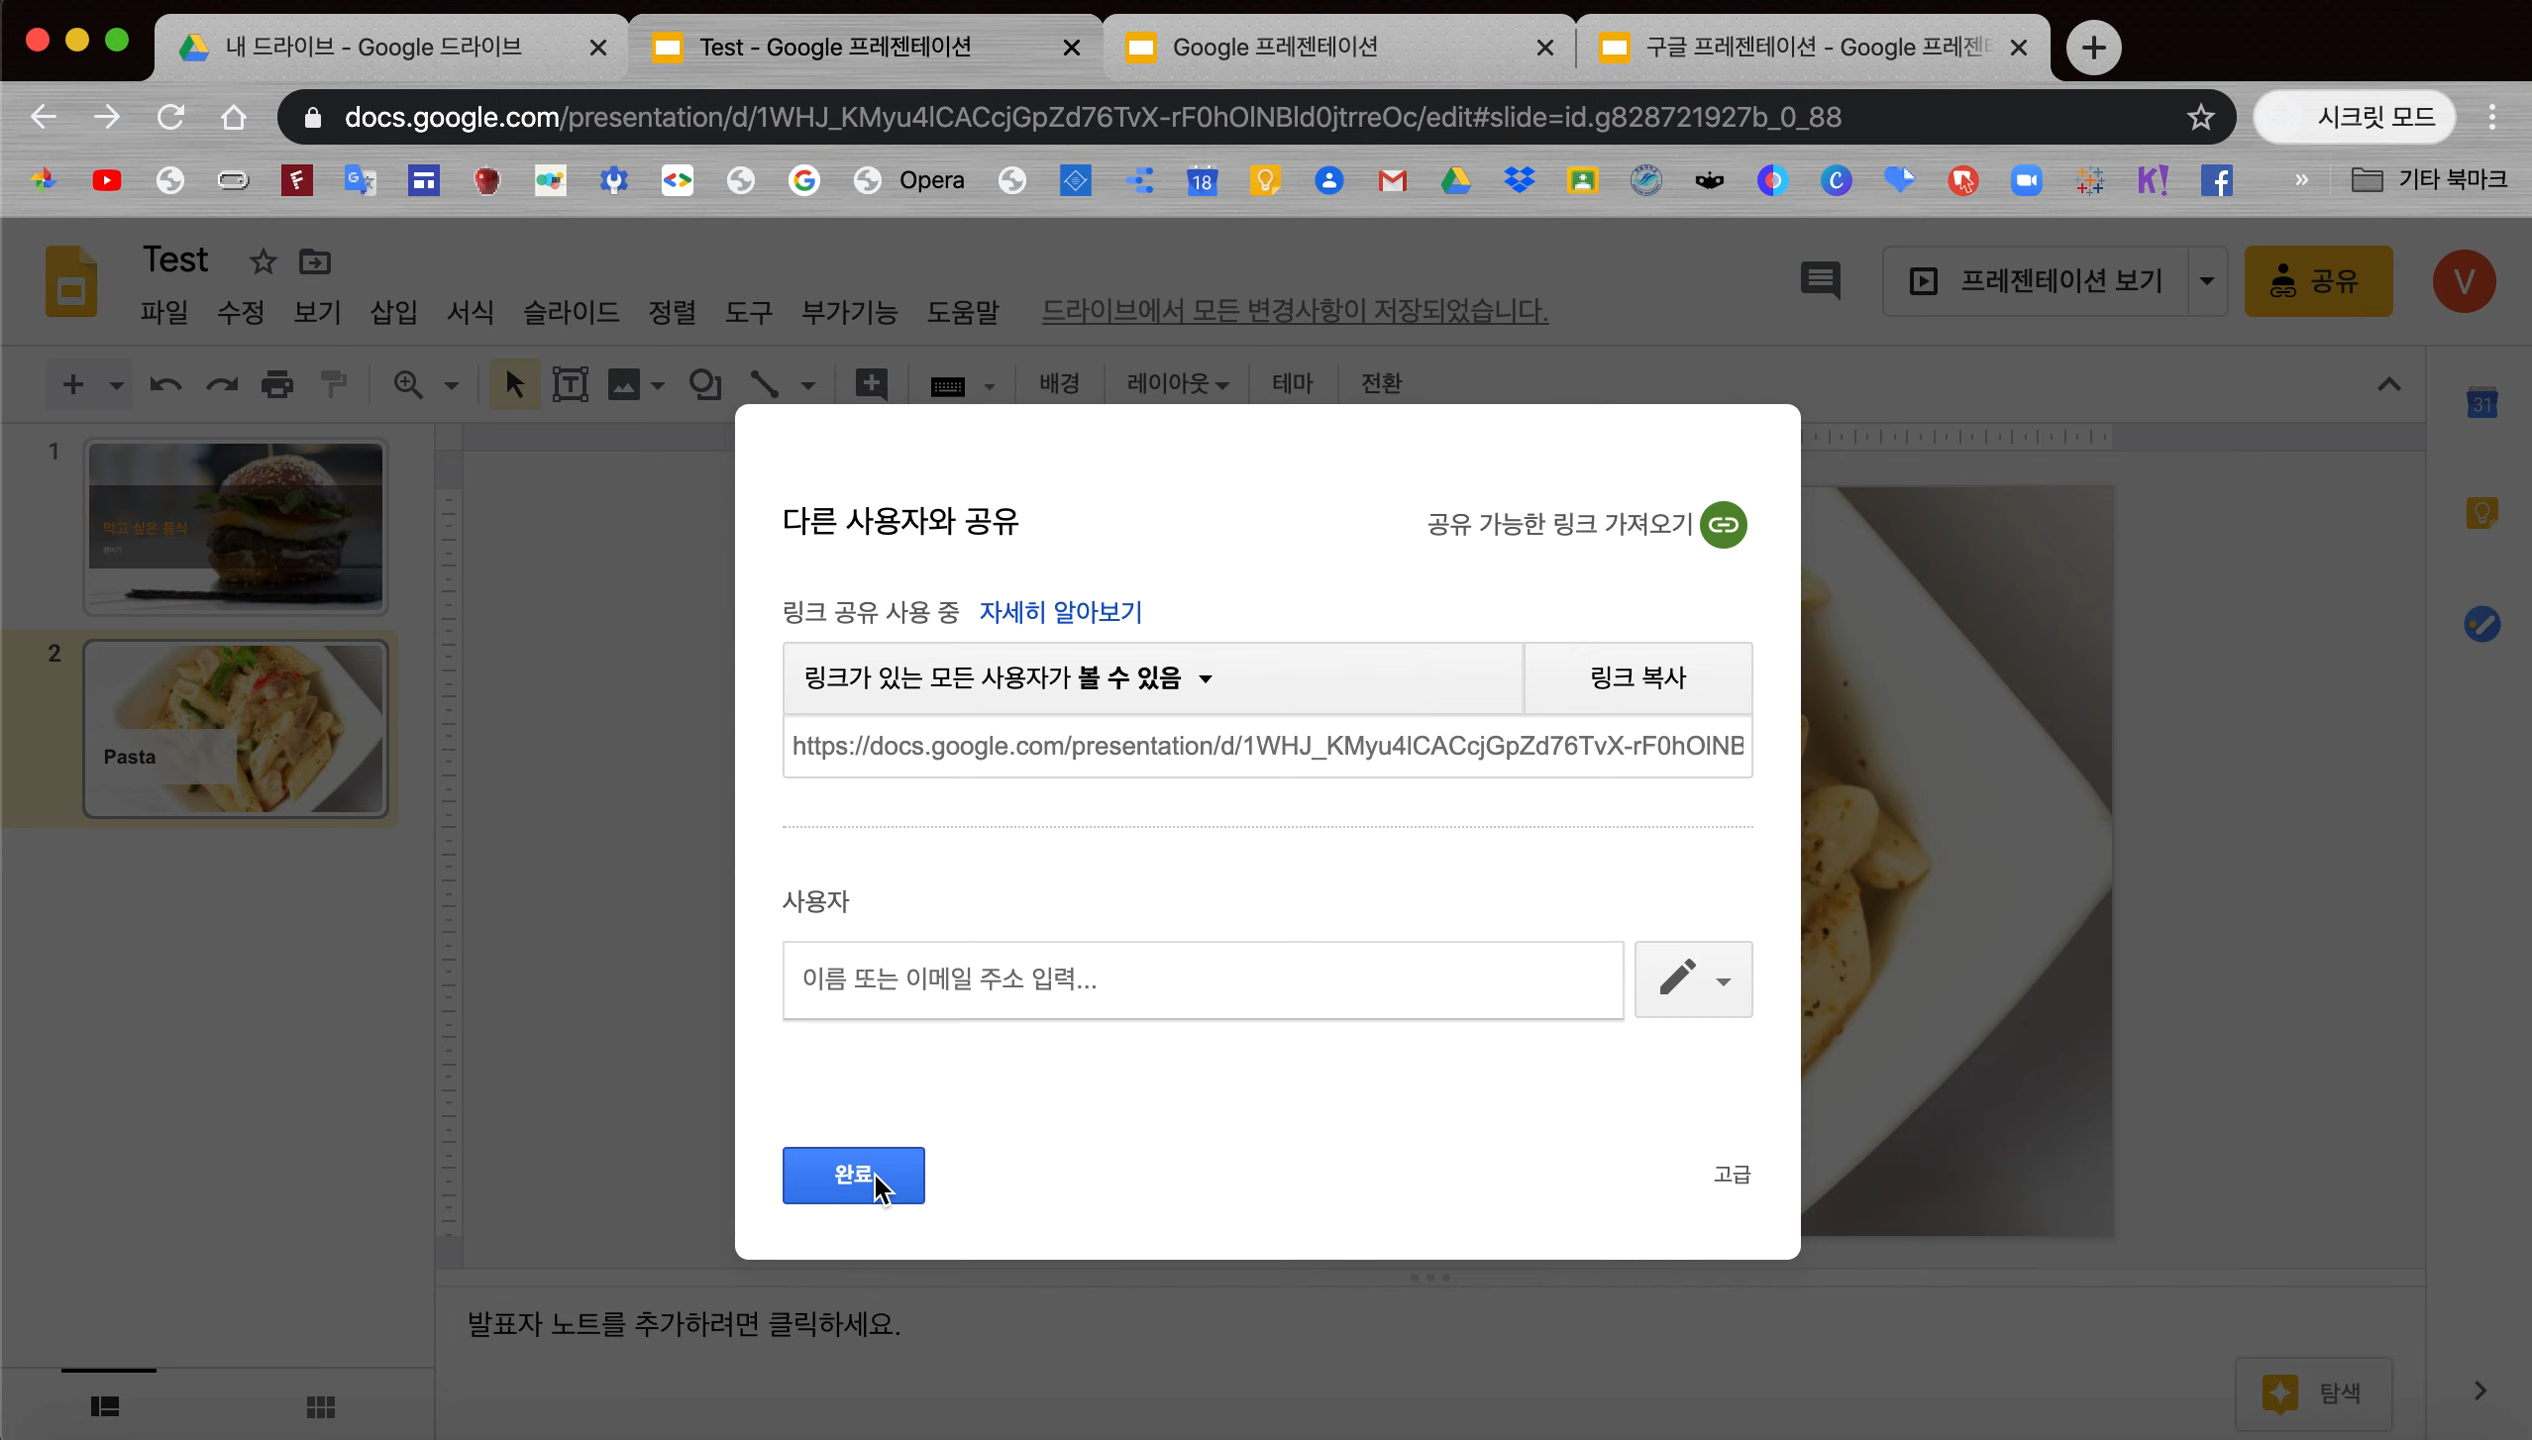 내 드라이브 - Google 드라이브
Test - Google 프레젠테이션
Google 프레젠테이션
구글 프레젠테이션 - Google 프레젠
docs.google.com/presentation/d/1WHJ_KMyu4lCACcjGpZd76TvX-rF0hOlNBld0jtrreOc/edit#slide=id.g828721927b_0_88
시크릿 모드
Opera
18
기타 북마크
Test
파일 수정 보기 삽입 서식 슬라이드 정렬 도구 부가기능 도움말 드라이브에서 모든 변경사항이 저장되었습니다.
프레젠테이션 보기
공유
V
배경 레이아웃 테마 전환
31
1
먹고 싶은 음식
2
Pasta
다른 사용자와 공유
공유 가능한 링크 가져오기
링크 공유 사용 중 자세히 알아보기
링크가 있는 모든 사용자가 볼 수 있음
링크 복사
https://docs.google.com/presentation/d/1WHJ_KMyu4lCACcjGpZd76TvX-rF0hOlNB
사용자
이름 또는 이메일 주소 입력...
완료
고급
발표자 노트를 추가하려면 클릭하세요.
탐색